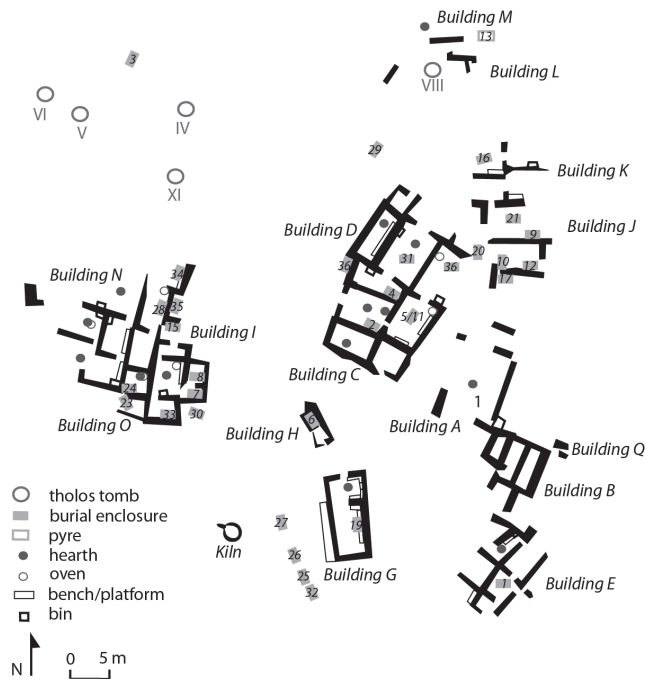 Building M
13
3
Building L
VIII
VI
V
IV
29
16
Building K
XI
21
Building J
Building D
9
20
31
10
12
36
36
17
Building N
34
4
28
35
5/11
15
Building I
2
8
Building C
24
7
1
23
33
30
Building A
Building O
6
Building H
Building Q
Building B
27
19
Kiln
26
25
Building G
32
1
Building E
tholos tomb
burial enclosure
pyre
hearth
oven
bench/platform
bin
N
0 5 m